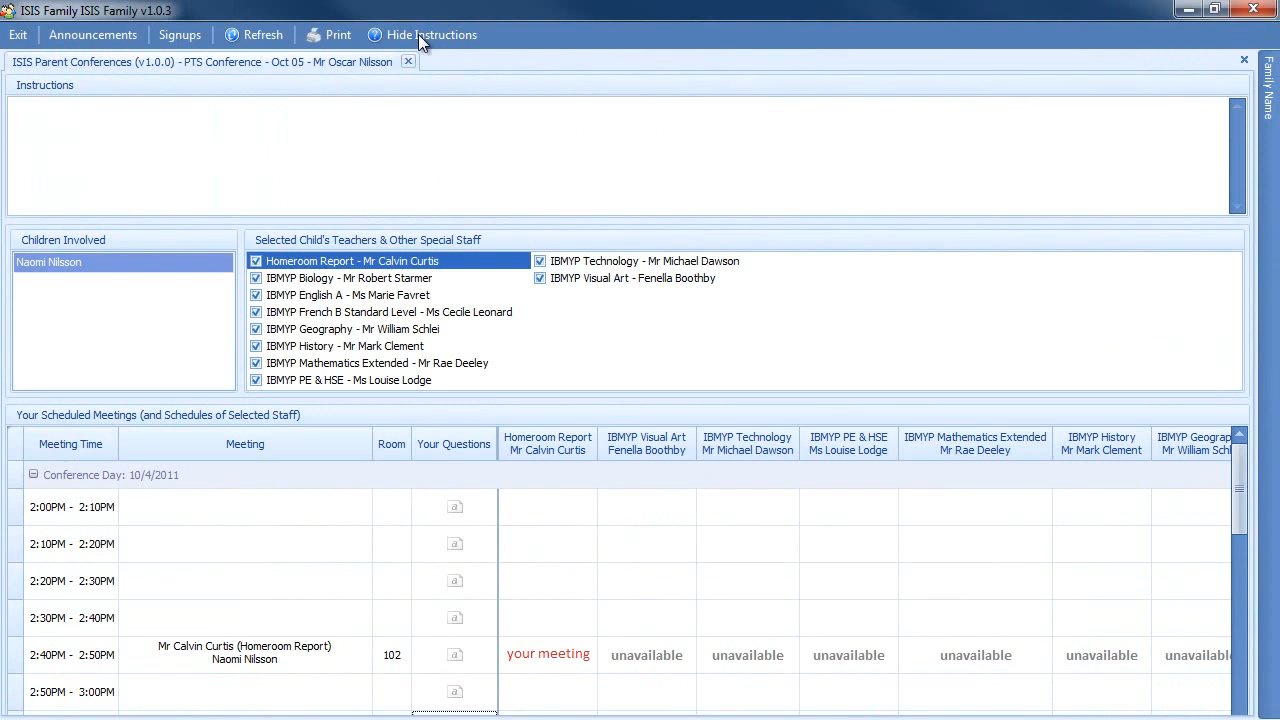 ISIS Family ISIS Family v1.0.3
Exit Announcements Signups Refresh Print Hide Instructions
ISIS Parent Conferences (v1.0.0) - PTS Conference - Oct 05 - Mr Oscar Nilsson
Family Name
Instructions
Children Involved
Naomi Nilsson
Selected Child's Teachers & Other Special Staff
Homeroom Report - Mr Calvin Curtis
IBMYP Biology - Mr Robert Starmer
IBMYP English A - Ms Marie Favret
IBMYP French B Standard Level - Ms Cecile Leonard
IBMYP Geography - Mr William Schlei
IBMYP History - Mr Mark Clement
IBMYP Mathematics Extended - Mr Rae Deeley
IBMYP PE & HSE - Ms Louise Lodge
IBMYP Technology - Mr Michael Dawson
IBMYP Visual Art - Fenella Boothby
Your Scheduled Meetings (and Schedules of Selected Staff)
Meeting Time Meeting Room Your Questions
Homeroom Report
Mr Calvin Curtis
IBMYP Visual Art
Fenella Boothby
IBMYP Technology
Mr Michael Dawson
IBMYP PE & HSE
Ms Louise Lodge
IBMYP Mathematics Extended
Mr Rae Deeley
IBMYP History
Mr Mark Clement
IBMYP Geograp
Mr William Schl
Conference Day: 10/4/2011
2:00PM - 2:10PM
2:10PM - 2:20PM
2:20PM - 2:30PM
2:30PM - 2:40PM
2:40PM - 2:50PM
Mr Calvin Curtis (Homeroom Report)
Naomi Nilsson
102 your meeting unavailable unavailable unavailable unavailable unavailable unavailabl
2:50PM - 3:00PM